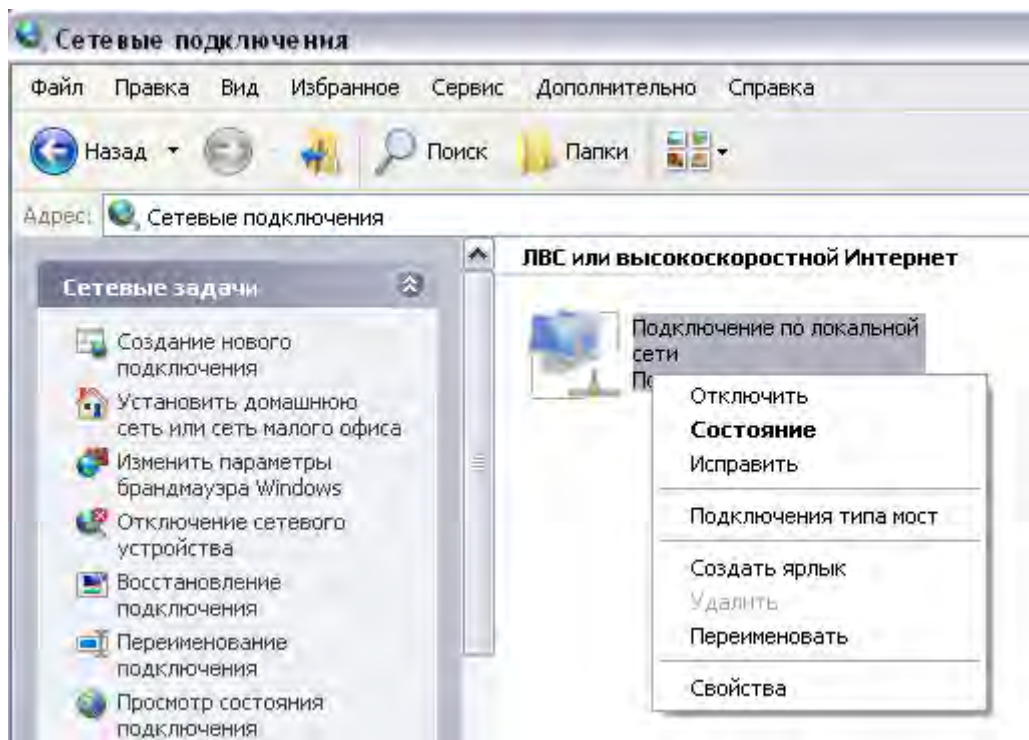 Сетевые подключения
Файл Правка Вид Избранное Сервис Дополнительно Справка
Назад Поиск Папки
Адрес: Сетевые подключения
Сетевые задачи
Создание нового
подключения
Установить домашнюю
сеть или сеть малого офиса
Изменить параметры
брандмауэра Windows
Отключение сетевого
устройства
Восстановление
подключения
Переименование
подключения
Просмотр состояния
подключения
ЛВС или высокоскоростной Интернет
Подключение по локальной
сети
Отключить
Состояние
Исправить
Подключения типа мост
Создать ярлык
Удалить
Переименовать
Свойства